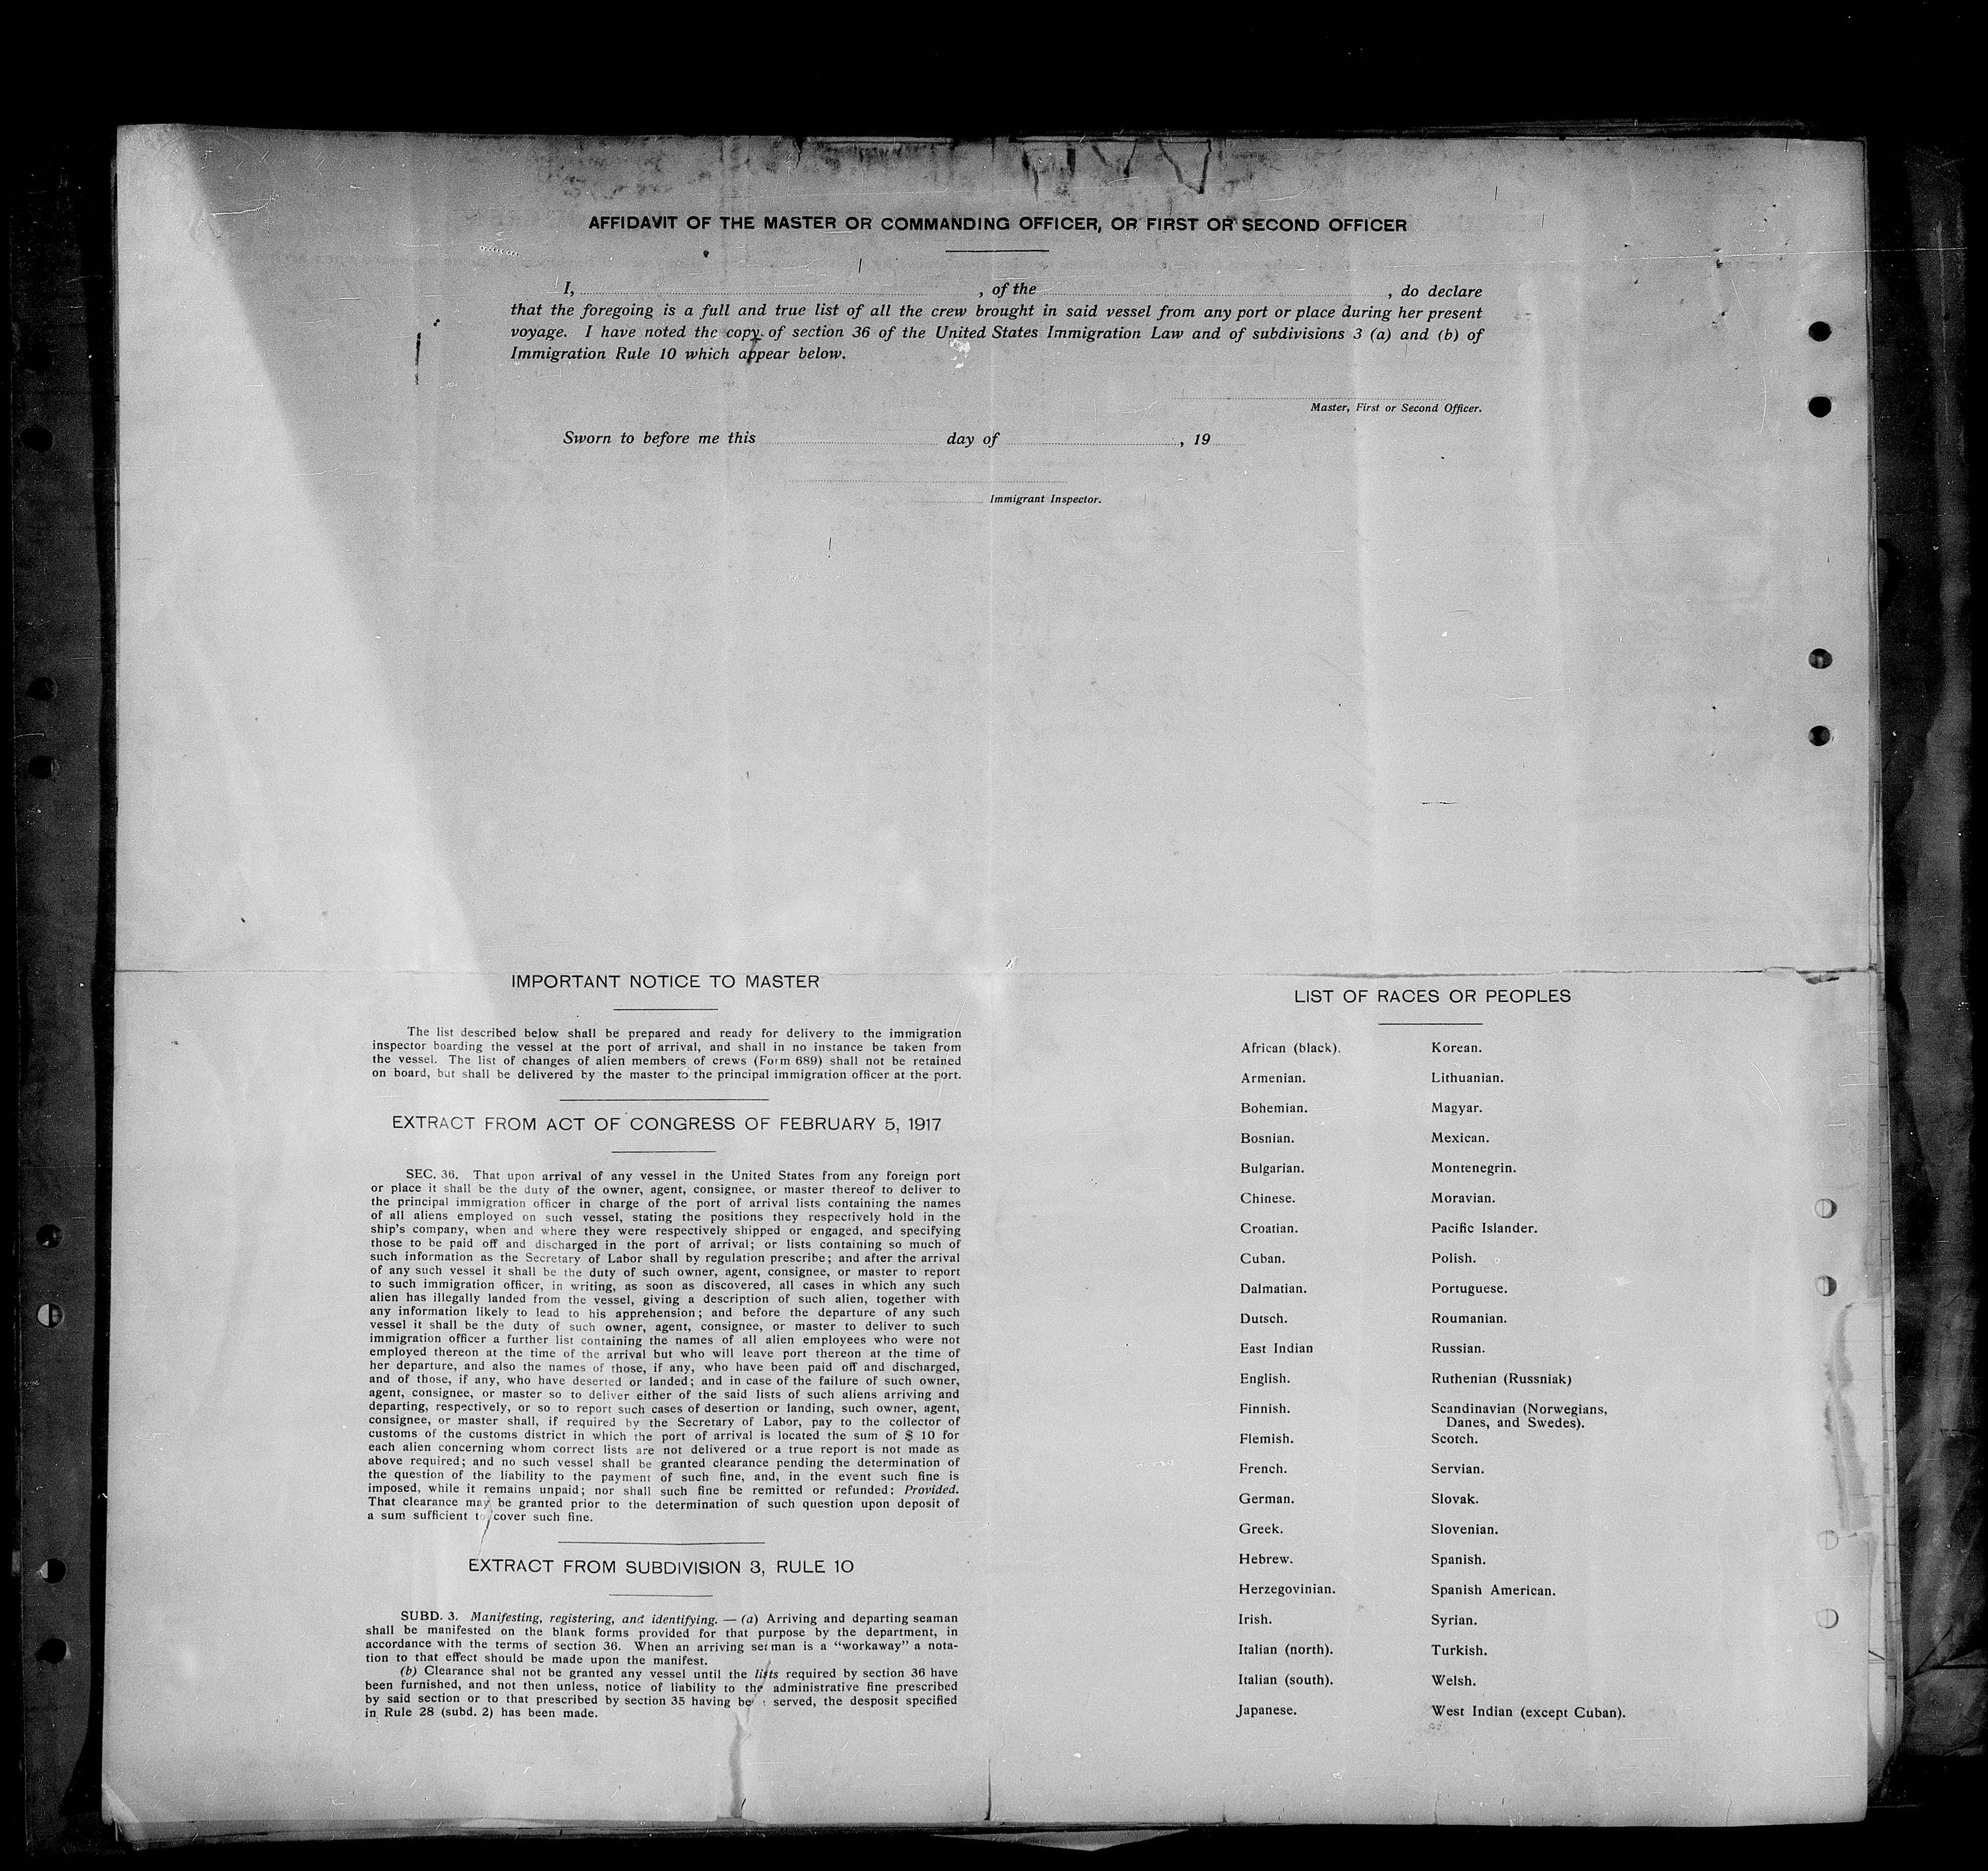 AFFIDAVIT OF THE MASTER OR COMMANDING OFFICER, OR FIRST OR SECOND OFFICER
I, , of the , do declare
that the foregoing is a full and true list of all the crew brought in said vessel from any port or place during her present
voyage. I have noted the copy of section 36 of the United States Immigration Law and of subdivisions 3 (a) and (b) of
Immigration Rule 10 which appear below.
Master, First or Second Officer.
Sworn to before me this day of , 19
Immigrant Inspector.
IMPORTANT NOTICE TO MASTER
The list described below shall be prepared and ready for delivery to the immigration
inspector boarding the vessel at the port of arrival, and shall in no instance be taken from
the vessel. The list of changes of alien members of crews (Form 689) shall not be retained
on board, but shall be delivered by the master to the principal immigration officer at the port.
EXTRACT FROM ACT OF CONGRESS OF FEBRUARY 5, 1917
SEC. 36. That upon arrival of any vessel in the United States from any foreign port
or place it shall be the duty of the owner, agent, consignee, or master thereof to deliver to
the principal immigration officer in charge of the port of arrival lists containing the names
of all aliens employed on such vessel, stating the positions they respectively hold in the
ship's company, when and where they were respectively shipped or engaged, and specifying
those to be paid off and discharged in the port of arrival; or lists containing so much of
such information as the Secretary of Labor shall by regulation prescribe; and after the arrival
of any such vessel it shall be the duty of such owner, agent, consignee, or master to report
to such immigration officer, in writing, as soon as discovered, all cases in which any such
alien has illegally landed from the vessel, giving a description of such alien, together with
any information likely to lead to his apprehension; and before the departure of any such
vessel it shall be the duty of such owner, agent, consignee, or master to deliver to such
immigration officer a further list containing the names of all alien employees who were not
employed thereon at the time of the arrival but who will leave port thereon at the time of
her departure, and also the names of those, if any, who have been paid off and discharged,
and of those, if any, who have deserted or landed; and in case of the failure of such owner,
agent, consignee, or master so to deliver either of the said lists of such aliens arriving and
departing, respectively, or so to report such cases of desertion or landing, such owner, agent,
consignee, or master shall, if required by the Secretary of Labor, pay to the collector of
customs of the customs district in which the port of arrival is located the sum of $ 10 for
each alien concerning whom correct lists are not delivered or a true report is not made as
above required; and no such vessel shall be granted clearance pending the determination of
the question of the liability to the payment of such fine, and, in the event such fine is
imposed, while it remains unpaid; nor shall such fine be remitted or refunded: Provided.
That clearance may be granted prior to the determination of such question upon deposit of
a sum sufficient to cover such fine.
EXTRACT FROM SUBDIVISION 3, RULE 10
SUBD. 3. Manifesting, registering, and identifying. — (a) Arriving and departing seaman
shall be manifested on the blank forms provided for that purpose by the department, in
accordance with the terms of section 36. When an arriving seaman is a "workaway" a nota-
tion to that effect should be made upon the manifest.
(b) Clearance shal not be granted any vessel until the lists required by section 36 have
been furnished, and not then unless, notice of liability to the administrative fine prescribed
by said section or to that prescribed by section 35 having been served, the desposit specified
in Rule 28 (subd. 2) has been made.
LIST OF RACES OR PEOPLES
African (black). Korean.
Armenian. Lithuanian.
Bohemian. Magyar.
Bosnian. Mexican.
Bulgarian. Montenegrin.
Chinese. Moravian.
Croatian. Pacific Islander.
Cuban. Polish.
Dalmatian. Portuguese.
Dutsch. Roumanian.
East Indian Russian.
English. Ruthenian (Russniak)
Finnish. Scandinavian (Norwegians,
Danes, and Swedes).
Flemish. Scotch.
French. Servian.
German. Slovak.
Greek. Slovenian.
Hebrew. Spanish.
Herzegovinian. Spanish American.
Irish. Syrian.
Italian (north). Turkish.
Italian (south). Welsh.
Japanese. West Indian (except Cuban).